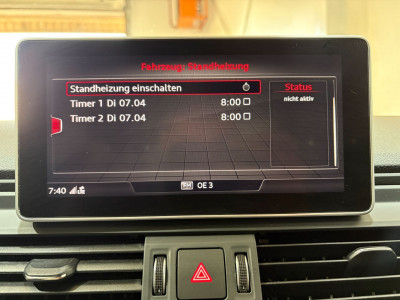 Fahrzeug: Standheizung
Standheizung einschalten
Timer 1 Di 07.04 8:00
Timer 2 Di 07.04 8:00
Status
nicht aktiv
7:40 OE 3